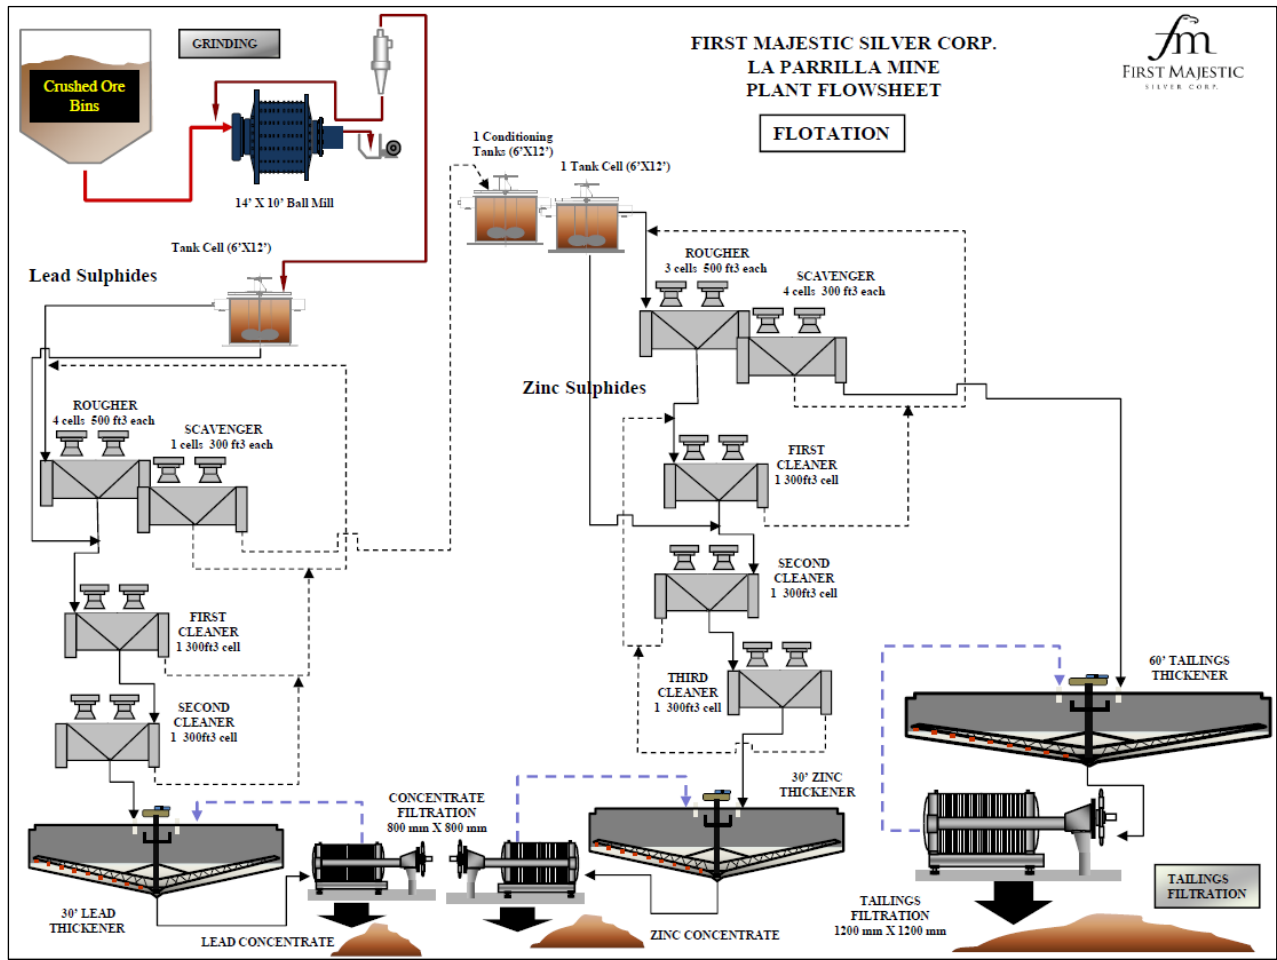 GRINDING
Crushed Ore
Bins
14' X 10' Ball Mill
FIRST MAJESTIC SILVER CORP.
LA PARRILLA MINE
PLANT FLOWSHEET
FLOTATION
fm
FIRST MAJESTIC
SILVER CORP.
1 Conditioning
Tanks (6'X12')
1 Tank Cell (6'X12')
Tank Cell (6'X12')
Lead Sulphides
ROUGHER
3 cells 500 ft3 each
SCAVENGER
4 cells 300 ft3 each
Zinc Sulphides
ROUGHER
4 cells 500 ft3 each
SCAVENGER
1 cells 300 ft3 each
FIRST
CLEANER
1 300ft3 cell
SECOND
CLEANER
1 300ft3 cell
FIRST
CLEANER
1 300ft3 cell
THIRD
CLEANER
1 300ft3 cell
60' TAILINGS
THICKENER
SECOND
CLEANER
1 300ft3 cell
CONCENTRATE
FILTRATION
800 mm X 800 mm
30' ZINC
THICKENER
30' LEAD
THICKENER
LEAD CONCENTRATE
ZINC CONCENTRATE
TAILINGS
FILTRATION
1200 mm X 1200 mm
TAILINGS
FILTRATION